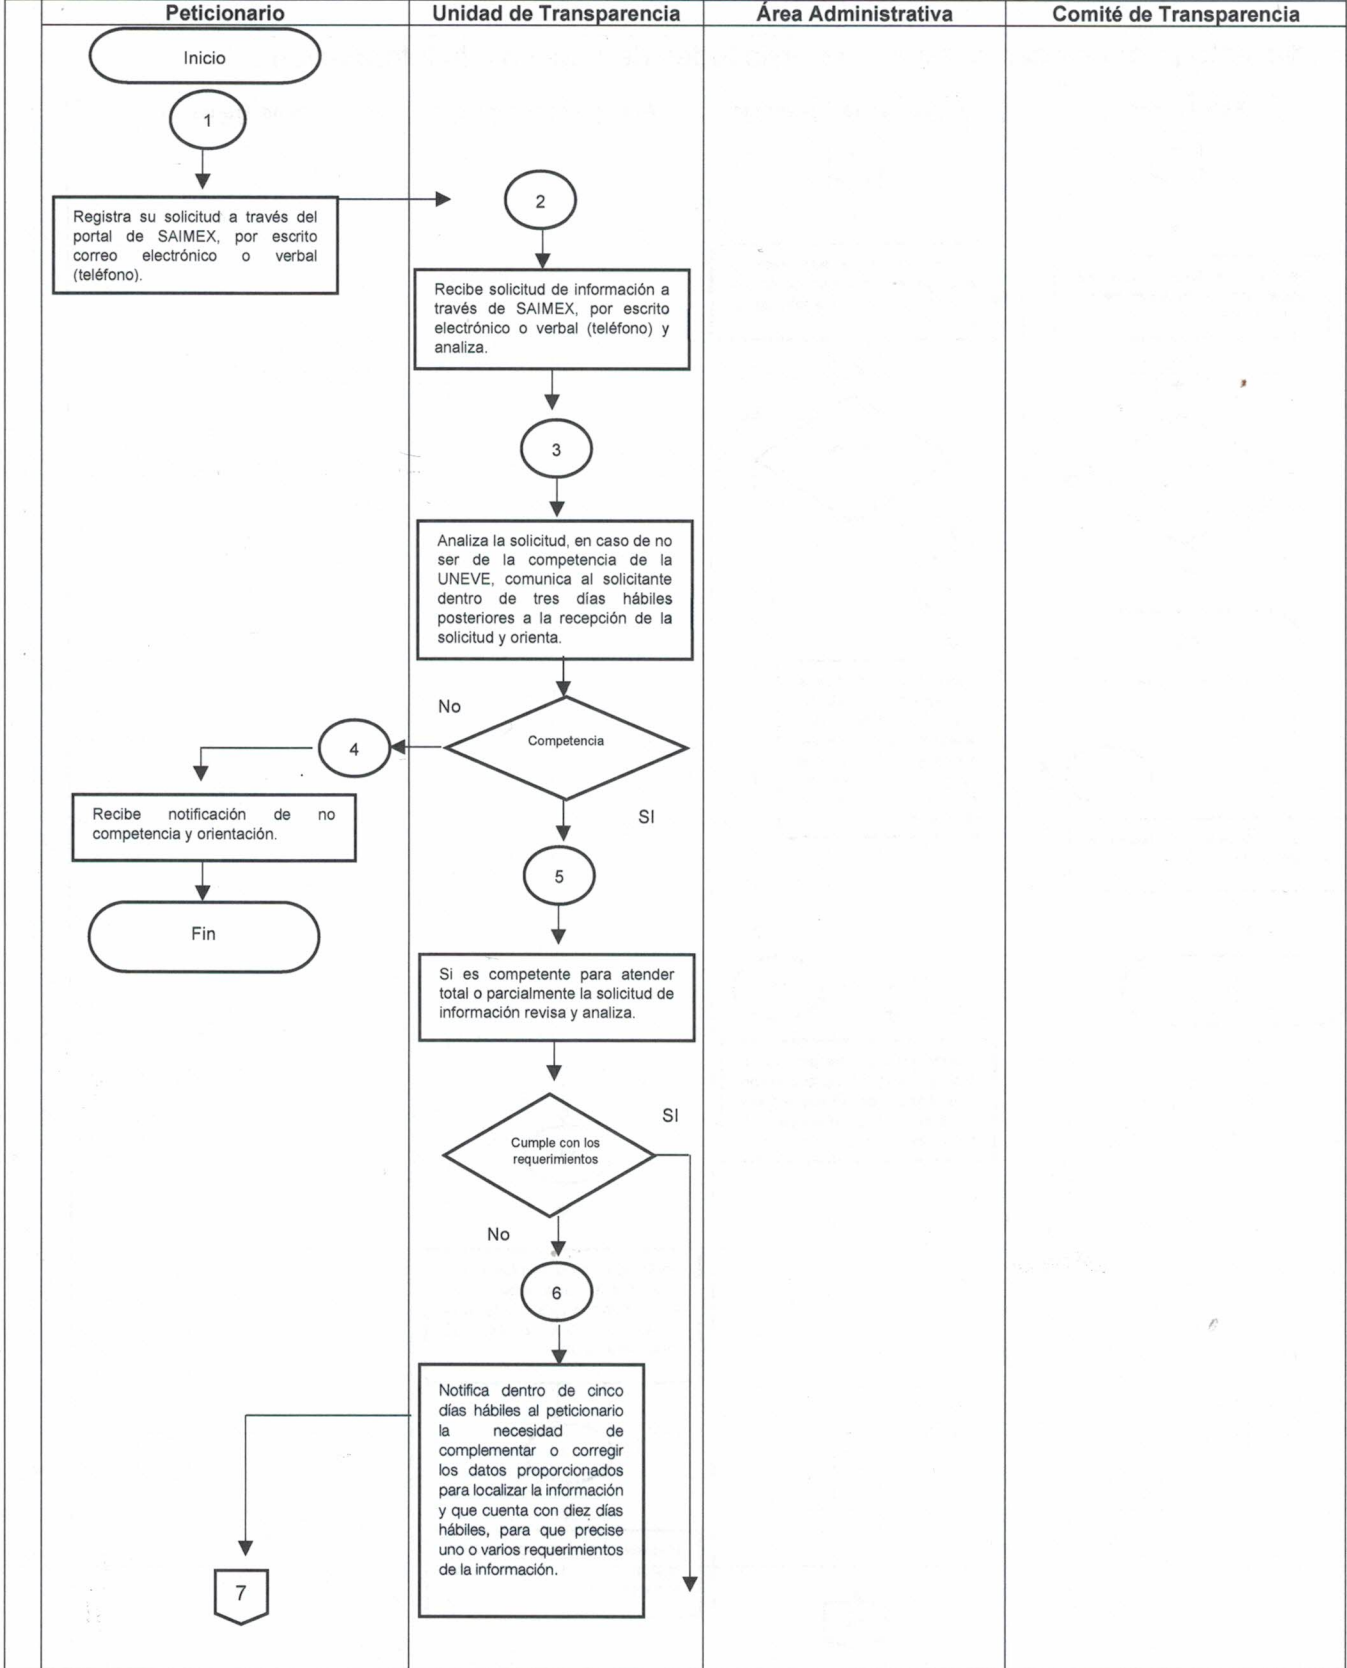 Peticionario
Unidad de Transparencia
Área Administrativa
Comité de Transparencia
Inicio
1
Registra su solicitud a través del
portal de SAIMEX, por escrito
correo electrónico o verbal
(teléfono).
2
Recibe solicitud de información a
través de SAIMEX, por escrito
electrónico o verbal (teléfono) y
analiza.
3
Analiza la solicitud, en caso de no
ser de la competencia de la
UNEVE, comunica al solicitante
dentro de tres días hábiles
posteriores a la recepción de la
solicitud y orienta.
No
Competencia
4
SI
Recibe notificación de no
competencia y orientación.
Fin
5
Si es competente para atender
total o parcialmente la solicitud de
información revisa y analiza.
SI
Cumple con los
requerimientos
No
6
Notifica dentro de cinco
días hábiles al peticionario
la necesidad de
complementar o corregir
los datos proporcionados
para localizar la información
y que cuenta con diez días
hábiles, para que precise
uno o varios requerimientos
de la información.
7